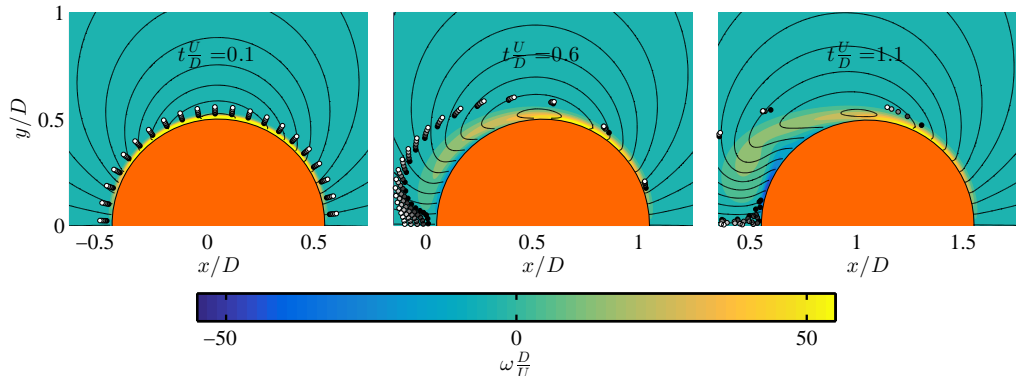 1
0.5
0
y/D
t U/D =0.1
−0.5 0 0.5
x/D
t U/D =0.6
0 0.5 1
x/D
t U/D =1.1
0.5 1 1.5
x/D
−50 0 50
ω D/U